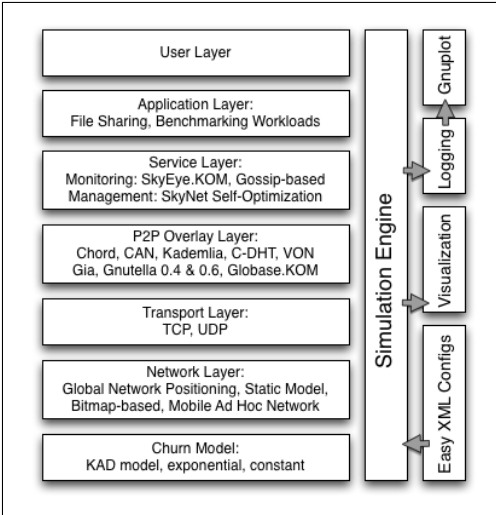 User Layer
Application Layer:
File Sharing, Benchmarking Workloads
Service Layer:
Monitoring: SkyEye.KOM, Gossip-based
Management: SkyNet Self-Optimization
P2P Overlay Layer:
Chord, CAN, Kademlia, C-DHT, VON
Gia, Gnutella 0.4 & 0.6, Globase.KOM
Transport Layer:
TCP, UDP
Network Layer:
Global Network Positioning, Static Model,
Bitmap-based, Mobile Ad Hoc Network
Churn Model:
KAD model, exponential, constant
Simulation Engine
Gnuplot
Logging
Visualization
Easy XML Configs